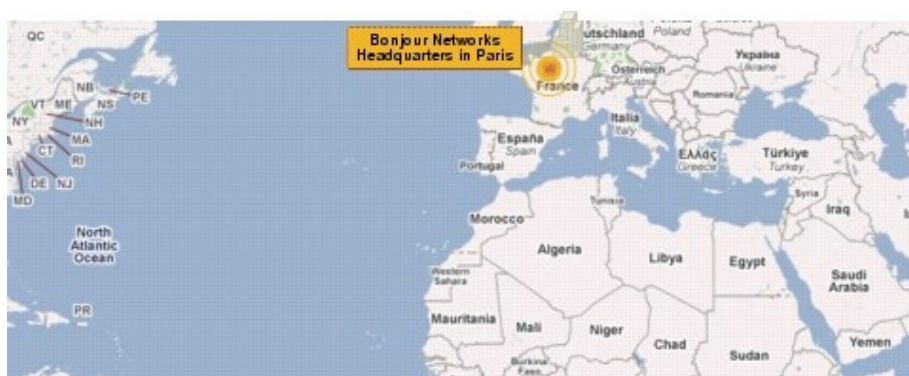 QC
Bonjour Networks
Headquarters in Paris
Poland
Germany
Україна
Ukraine
NB
PE
VT
ME
NS
NY
NH
MA
CT
RI
DE
NJ
MD
France
Österreich
Austria
Romania
Italia
Italy
España
Spain
Portugal
Ελλάς
Greece
Türkiye
Turkey
Syria
Iraq
Tunisia
Morocco
Algeria
Libya
Egypt
Saudi
Arabia
Western
Sahara
North
Atlantic
Ocean
PR
Mauritania
Mali
Niger
Chad
Sudan
Yemen
Burkina
Faso